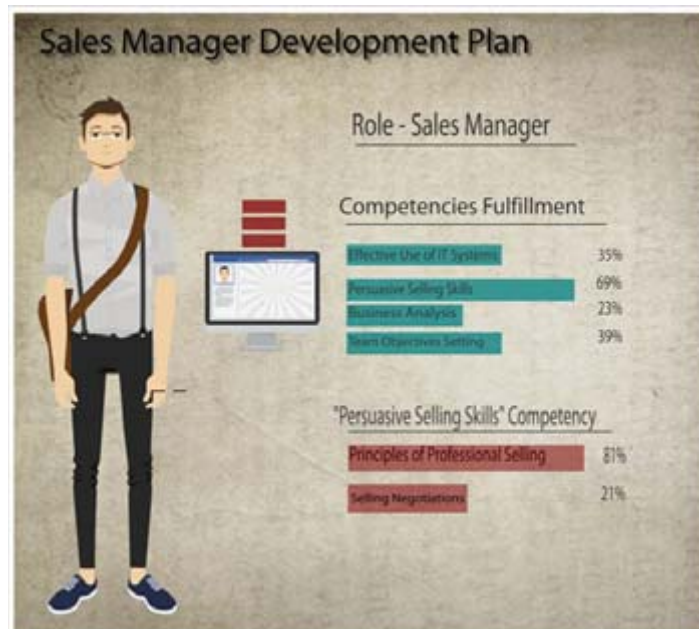 Sales Manager Development Plan
Role - Sales Manager
Competencies Fulfillment
Effective Use of IT Systems 35%
Persuasive Selling Skills 69%
Business Analysis 23%
Team Objectives Setting 39%
"Persuasive Selling Skills" Competency
Principles of Professional Selling 81%
Selling Negotiations 21%